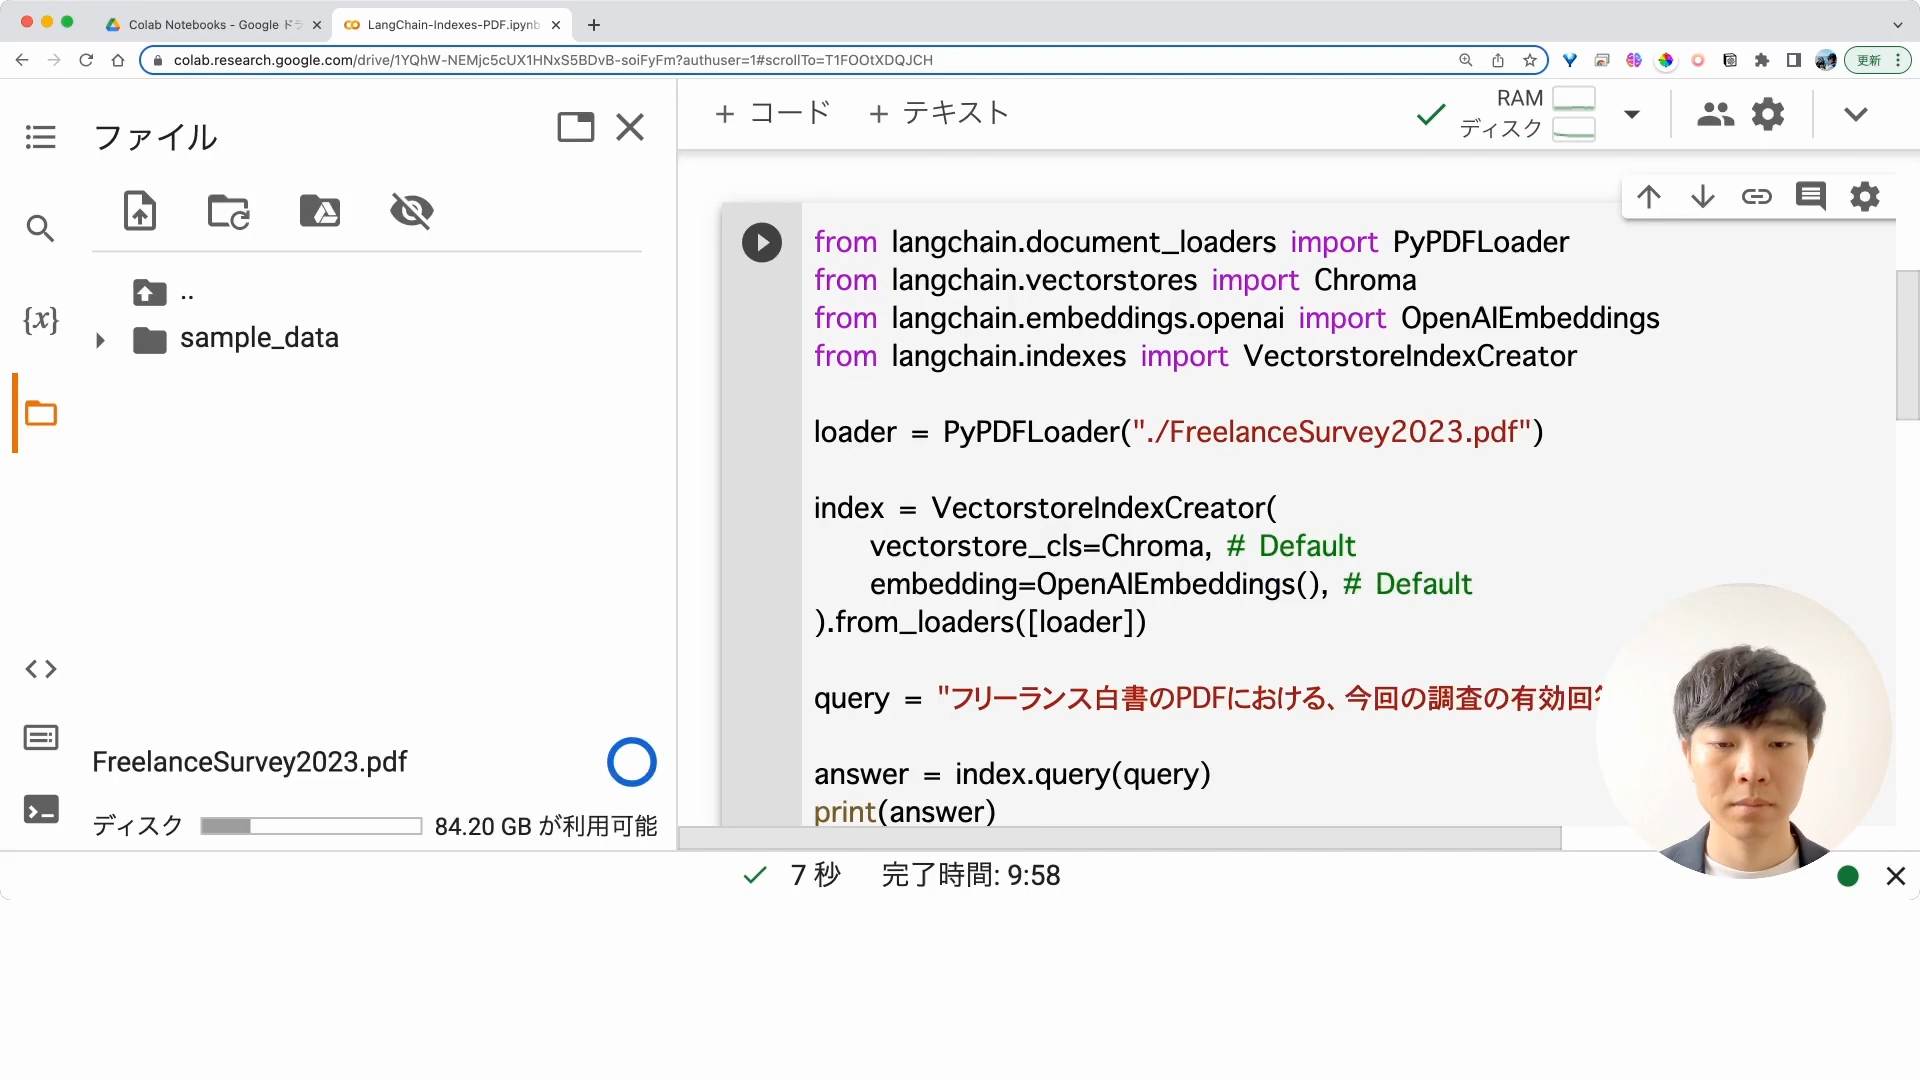 Colab Notebooks - Google ドラ
LangChain-Indexes-PDF.ipynb
colab.research.google.com/drive/1YQhW-NEMjc5cUX1HNxS5BDvB-soiFyFm?authuser=1#scrollTo=T1FOOtXDQJCH
更新
ファイル
+ コード + テキスト
RAM
ディスク
..
sample_data
{x}
from langchain.document_loaders import PyPDFLoader
from langchain.vectorstores import Chroma
from langchain.embeddings.openai import OpenAIEmbeddings
from langchain.indexes import VectorstoreIndexCreator
loader = PyPDFLoader("./FreelanceSurvey2023.pdf")
index = VectorstoreIndexCreator(
vectorstore_cls=Chroma, # Default
embedding=OpenAIEmbeddings(), # Default
).from_loaders([loader])
query = "フリーランス白書のPDFにおける、今回の調査の有効回
answer = index.query(query)
print(answer)
FreelanceSurvey2023.pdf
ディスク 84.20 GB が利用可能
7 秒 完了時間: 9:58